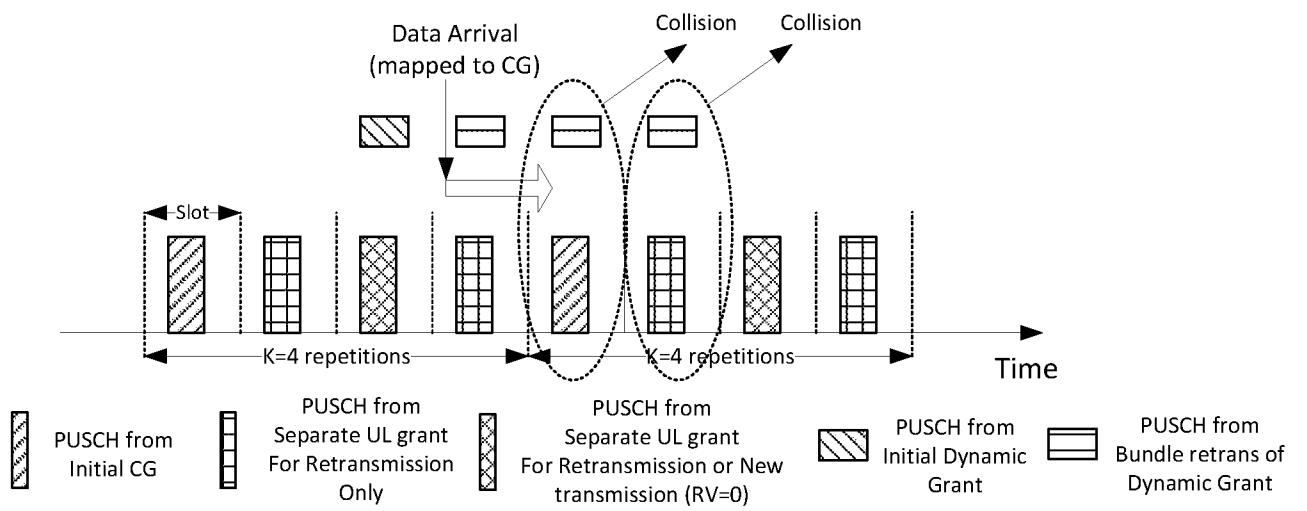 Collision
Collision
Data Arrival
(mapped to CG)
Slot
K=4 repetitions
K=4 repetitions
Time
PUSCH from
Initial CG
PUSCH from
Separate UL grant
For Retransmission
Only
PUSCH from
Separate UL grant
For Retransmission or New
transmission (RV=0)
PUSCH from
Initial Dynamic
Grant
PUSCH from
Bundle retrans of
Dynamic Grant